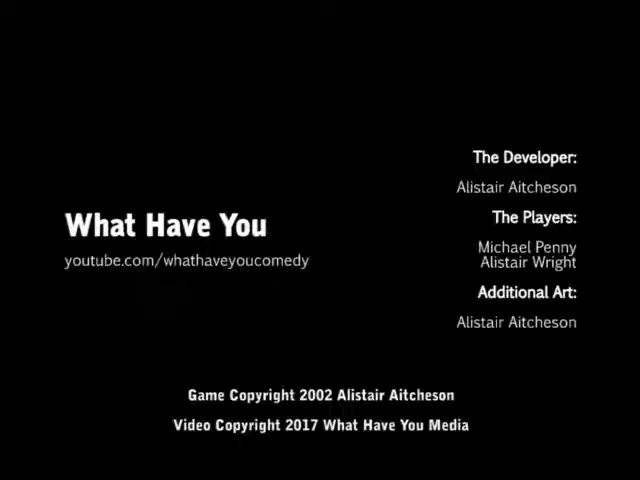 What Have You
youtube.com/whathaveyoucomedy
The Developer:
Alistair Aitcheson
The Players:
Michael Penny
Alistair Wright
Additional Art:
Alistair Aitcheson
Game Copyright 2002 Alistair Aitcheson
Video Copyright 2017 What Have You Media